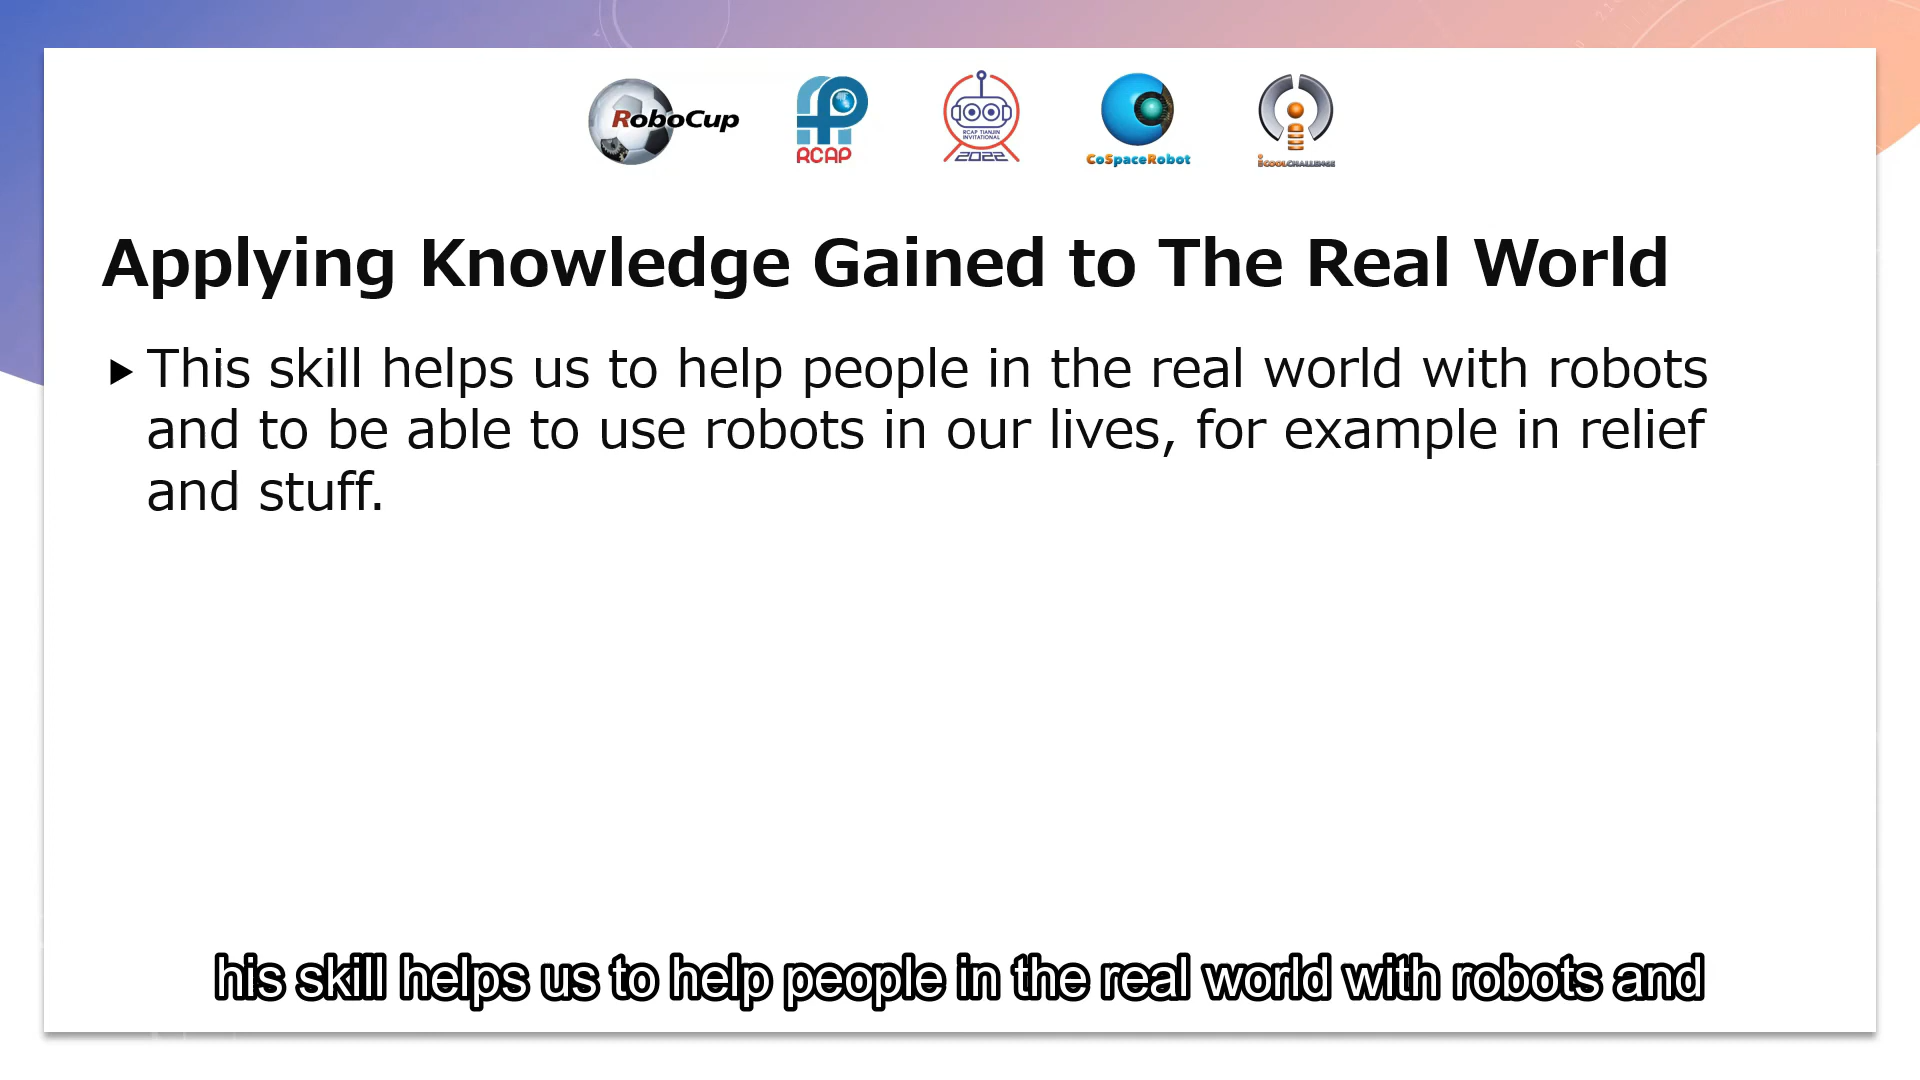 RoboCup
RCAP
RCAP TIANJIN
INVITATIONAL
2022
CoSpaceRobot
iCOOLCHALLENGE
Applying Knowledge Gained to The Real World
This skill helps us to help people in the real world with robots
and to be able to use robots in our lives, for example in relief
and stuff.
his skill helps us to help people in the real world with robots and